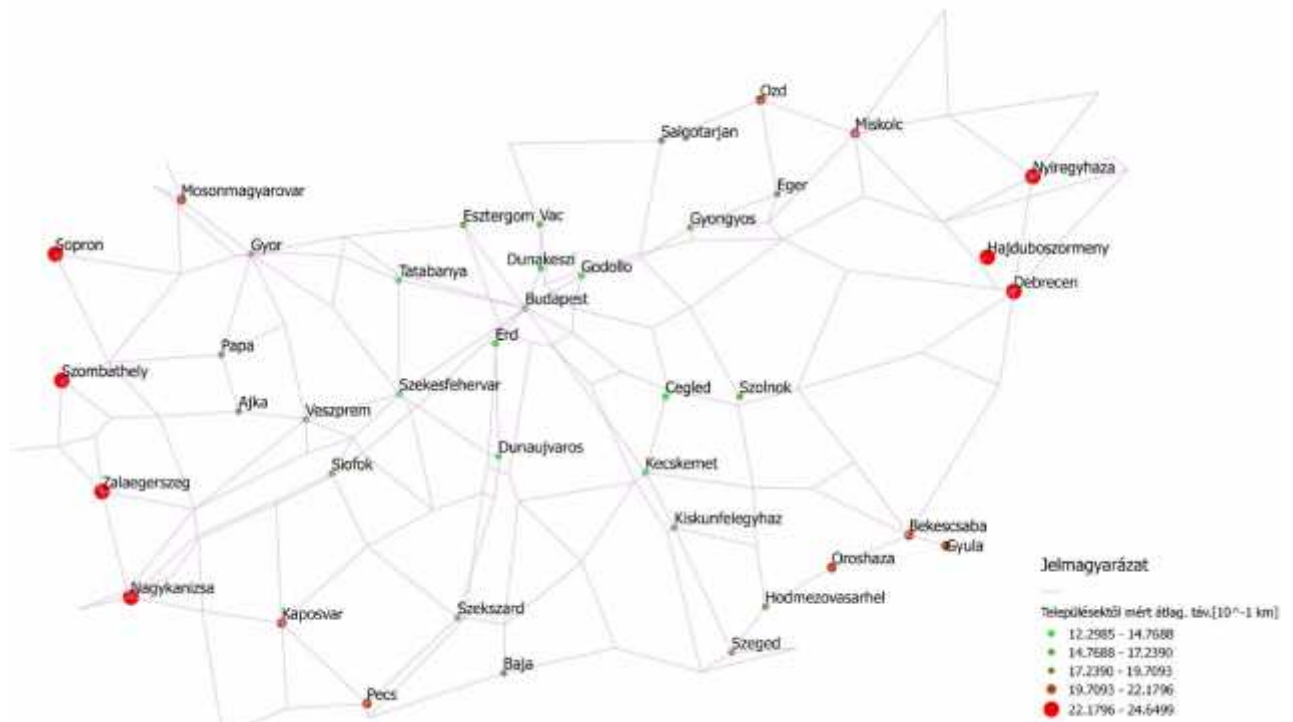 Ozd
Salgotarjan
Miskolc
Nyiregyhaza
Mosonmagyarovar
Eger
Esztergom
Vac
Gyongyos
Sopron
Gyor
Hajduboszormeny
Dunakeszi
Godollo
Tatabanya
Debrecen
Budapest
Erd
Papa
Szombathely
Szekesfehervar
Cegled
Szolnok
Ajka
Veszprem
Dunaujvaros
Siofok
Kecskemet
Zalaegerszeg
Kiskunfelegyhaz
Bekescsaba
Gyula
Oroshaza
Nagykanizsa
Hodmezovasarhel
Kaposvar
Szekszard
Szeged
Baja
Pecs
Jelmagyarázat
Településektől mért átlag. táv.[10^-1 km]
12.2985 - 14.7688
14.7688 - 17.2390
17.2390 - 19.7093
19.7093 - 22.1796
22.1796 - 24.6499